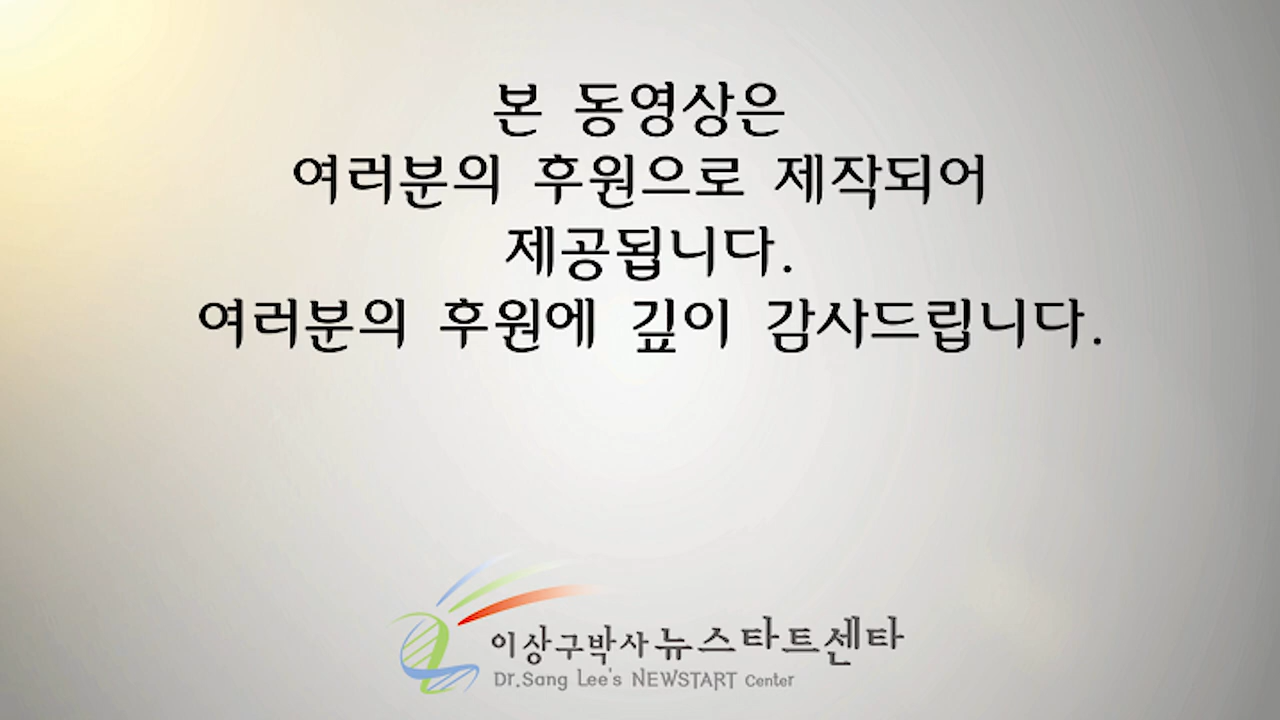 본 동영상은
여러분의 후원으로 제작되어
제공됩니다.
여러분의 후원에 깊이 감사드립니다.
이상구박사 뉴스타트센타
Dr.Sang Lee's NEWSTART Center